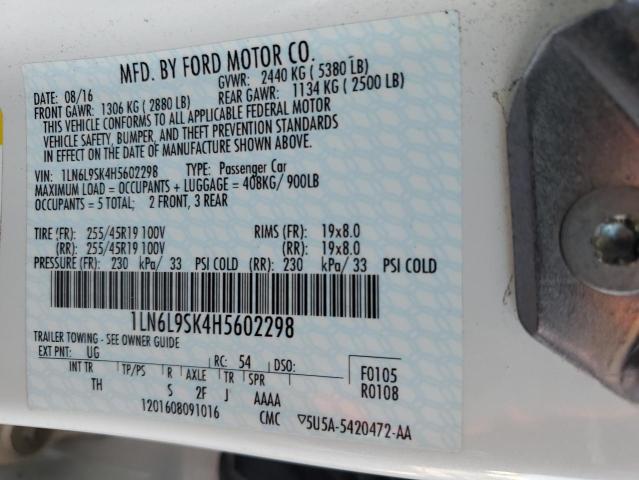 MFD. BY FORD MOTOR CO.
DATE: 08/16 GVWR: 2440 KG ( 5380 LB)
FRONT GAWR: 1306 KG ( 2880 LB) REAR GAWR: 1134 KG ( 2500 LB)
THIS VEHICLE CONFORMS TO ALL APPLICABLE FEDERAL MOTOR
VEHICLE SAFETY, BUMPER, AND THEFT PREVENTION STANDARDS
IN EFFECT ON THE DATE OF MANUFACTURE SHOWN ABOVE.
VIN: 1LN6L9SK4H5602298 TYPE: Passenger Car
MAXIMUM LOAD = OCCUPANTS + LUGGAGE = 408KG/ 900LB
OCCUPANTS = 5 TOTAL; 2 FRONT, 3 REAR
TIRE (FR): 255/45R19 100V RIMS (FR): 19x8.0
(RR): 255/45R19 100V (RR): 19x8.0
PRESSURE (FR): 230 kPa/ 33 PSI COLD (RR): 230 kPa/ 33 PSI COLD
1LN6L9SK4H5602298
TRAILER TOWING - SEE OWNER GUIDE
EXT PNT: UG RC: 54 DSO: F0105
INT TR TP/PS R AXLE TR SPR R0108
TH S 2F J AAAA
1201608091016 CMC ▽5U5A-5420472-AA